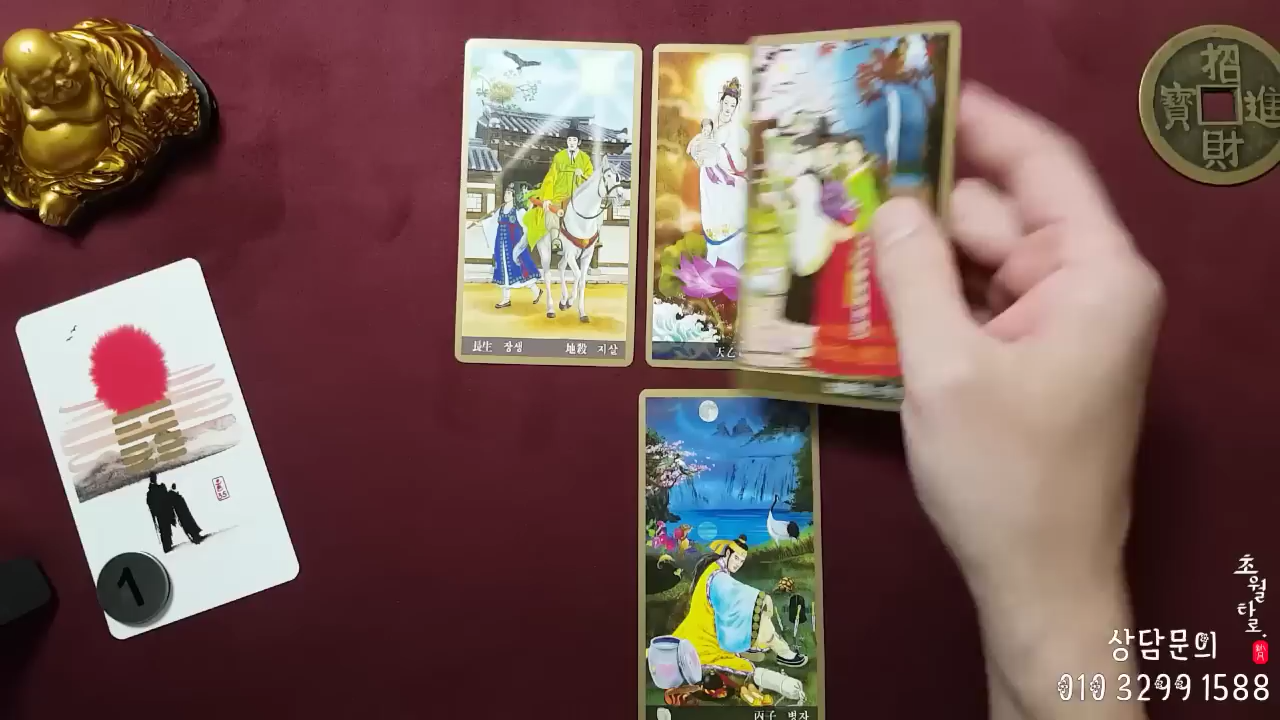 招
寶 進
財
長生 장생 地殺 지살
天乙
丙子 병자
1
초월
타로.
상담문의
010 3299 1588